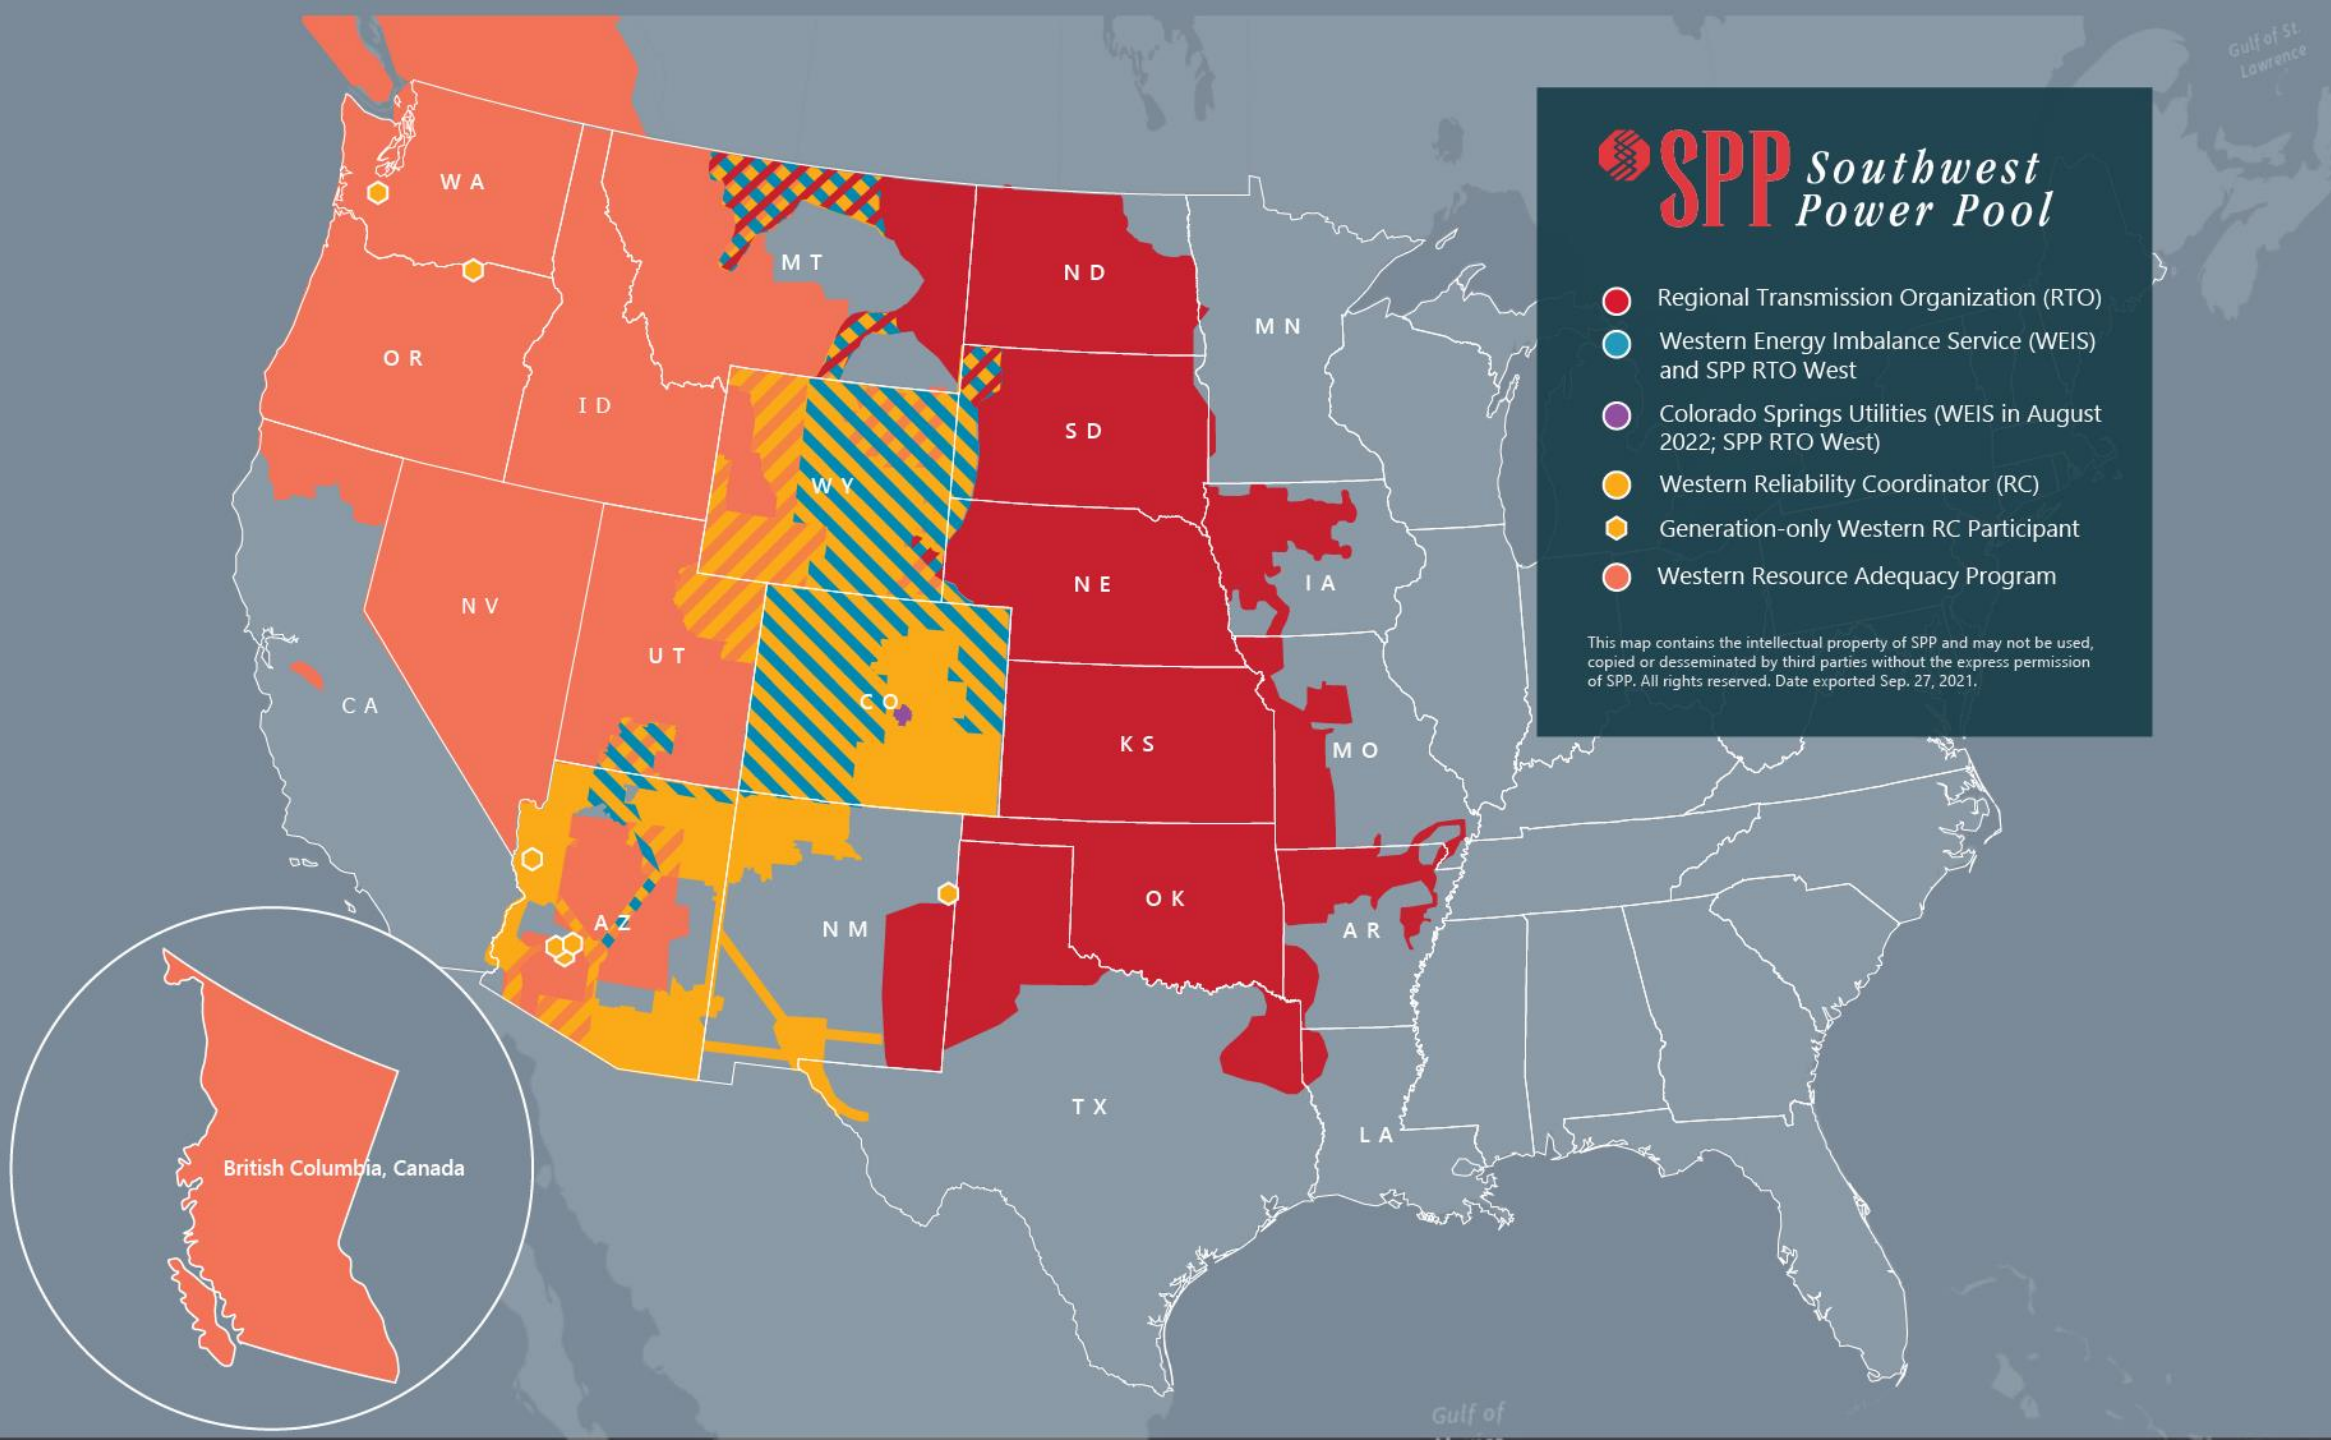 Gulf of St.
Lawrence
SPP Southwest
Power Pool
Regional Transmission Organization (RTO)
Western Energy Imbalance Service (WEIS)
and SPP RTO West
Colorado Springs Utilities (WEIS in August
2022; SPP RTO West)
Western Reliability Coordinator (RC)
Generation-only Western RC Participant
Western Resource Adequacy Program
This map contains the intellectual property of SPP and may not be used,
copied or desseminated by third parties without the express permission
of SPP. All rights reserved. Date exported Sep. 27, 2021.
WA
MT
ND
MN
OR
ID
SD
WY
NE
IA
NV
UT
CO
CA
KS
MO
OK
AZ
NM
AR
TX
LA
British Columbia, Canada
Gulf of